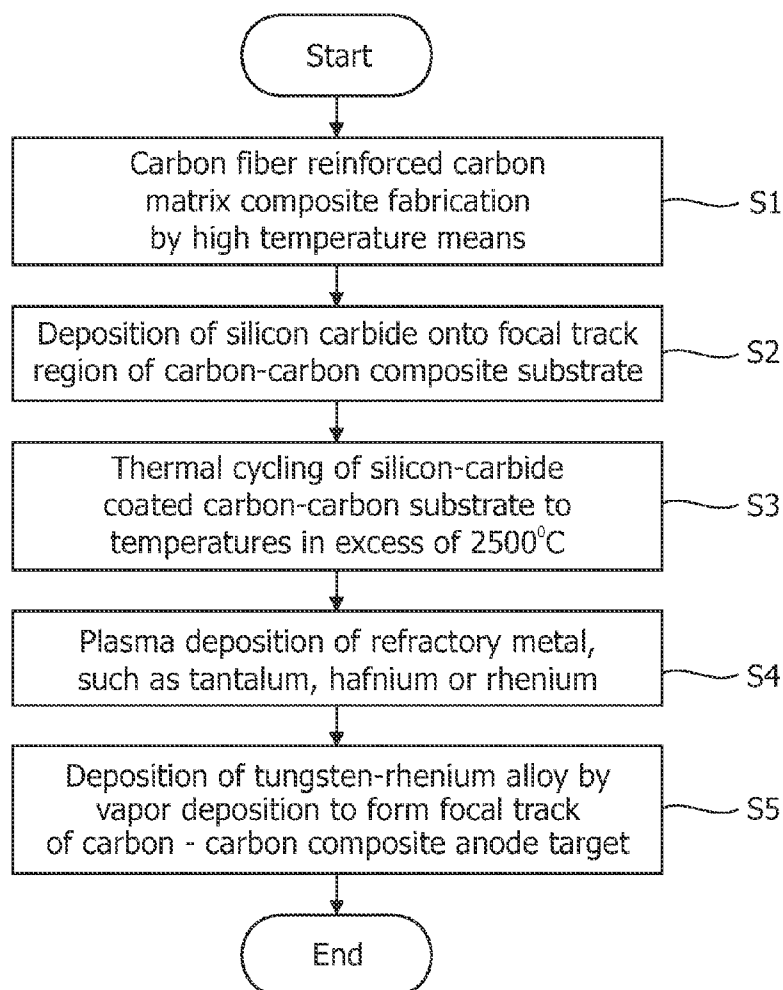 Start
Carbon fiber reinforced carbon
matrix composite fabrication
by high temperature means
S1
Deposition of silicon carbide onto focal track
region of carbon-carbon composite substrate
S2
Thermal cycling of silicon-carbide
coated carbon-carbon substrate to
temperatures in excess of 2500⁰C
S3
Plasma deposition of refractory metal,
such as tantalum, hafnium or rhenium
S4
Deposition of tungsten-rhenium alloy by
vapor deposition to form focal track
of carbon - carbon composite anode target
S5
End